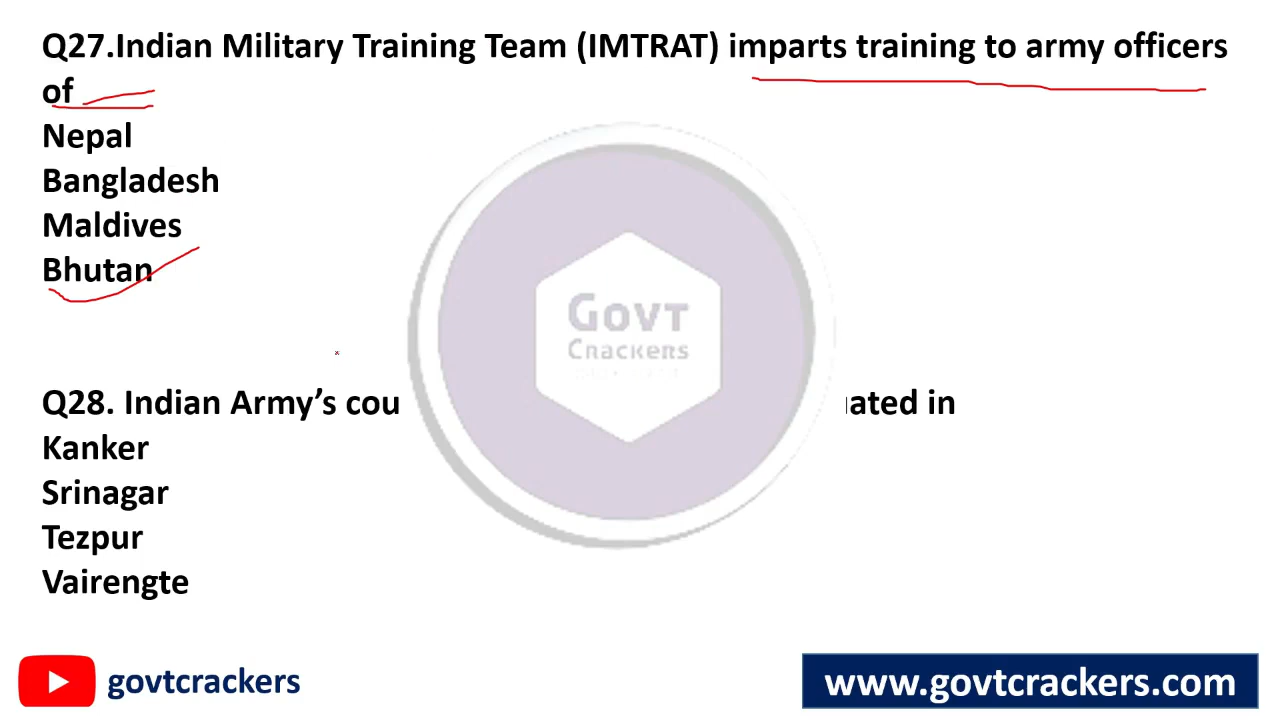 Q27.Indian Military Training Team (IMTRAT) imparts training to army officers
of
Nepal
Bangladesh
Maldives
Bhutan
GOVT
CRACKERS
Q28. Indian Army’s cou uated in
Kanker
Srinagar
Tezpur
Vairengte
govtcrackers
www.govtcrackers.com